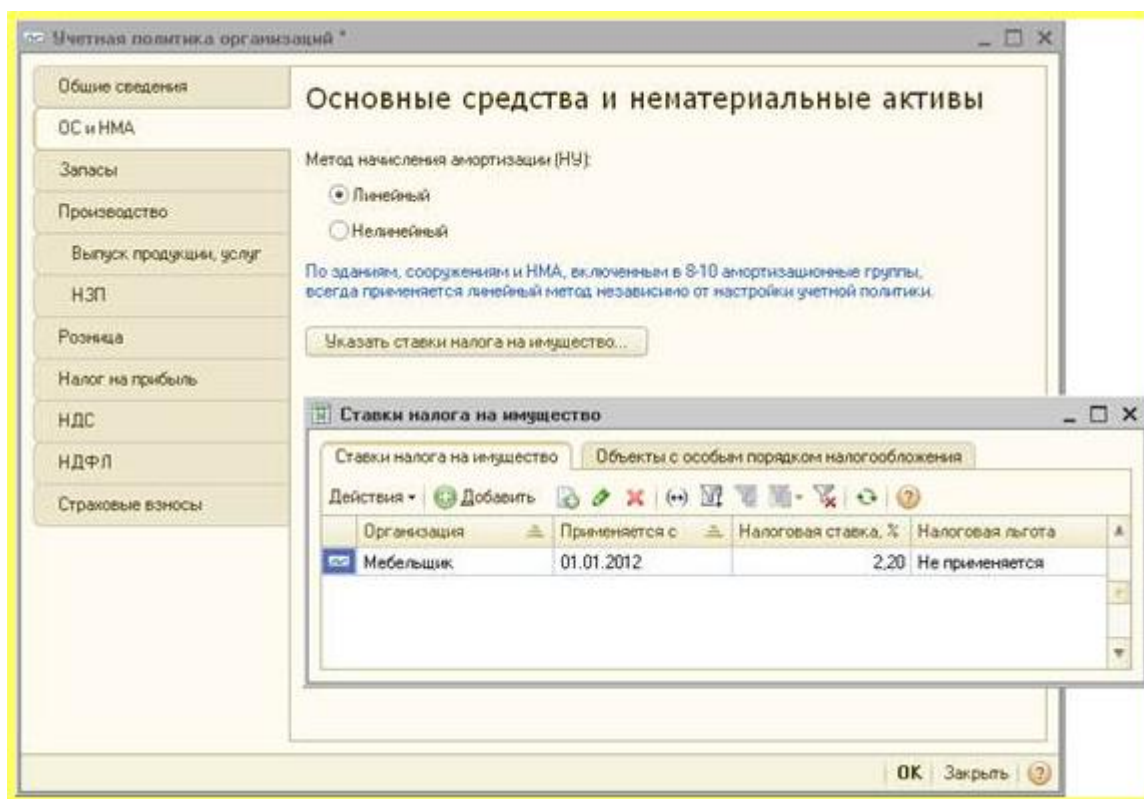 Учетная политика организаций *
Общие сведения
ОС и НМА
Запасы
Производство
Выпуск продукции, услуг
НЗП
Розница
Налог на прибыль
НДС
НДФЛ
Страховые взносы
Основные средства и нематериальные активы
Метод начисления амортизации (НУ):
Линейный
Нелинейный
По зданиям, сооружениям и НМА, включенным в 8-10 амортизационные группы,
всегда применяется линейный метод независимо от настройки учетной политики.
Указать ставки налога на имущество...
Ставки налога на имущество
Ставки налога на имущество Объекты с особым порядком налогообложения
Действия Добавить
Организация Применяется с Налоговая ставка, % Налоговая льгота
Мебельщик 01.01.2012 2,20 Не применяется
OK Закрыть